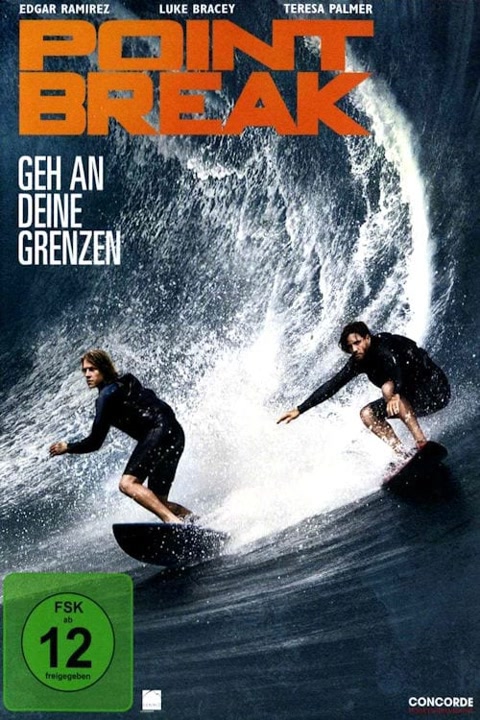 EDGAR RAMIREZ LUKE BRACEY TERESA PALMER
POINT
BREAK
GEH AN
DEINE
GRENZEN
FSK
ab
12
freigegeben
CONCORDE